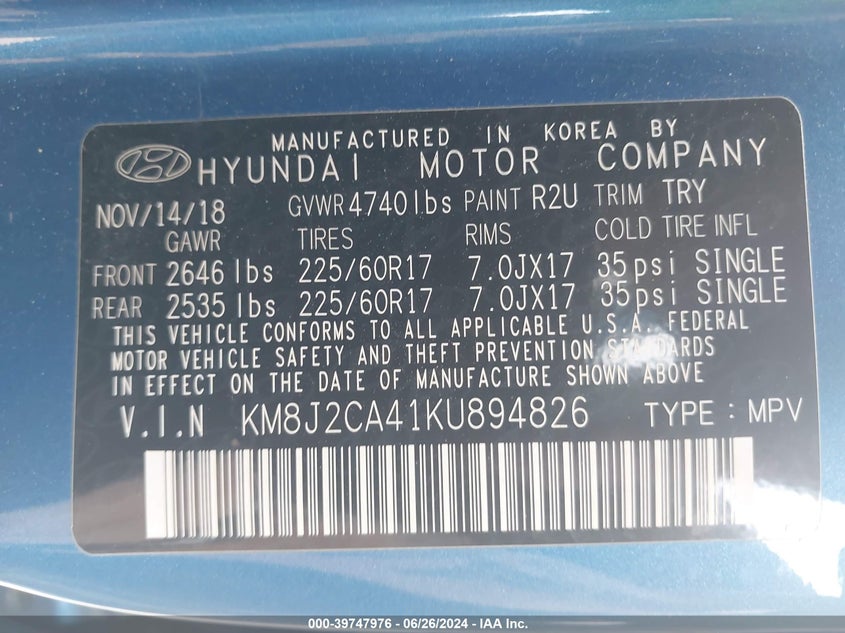 MANUFACTURED IN KOREA BY
HYUNDAI MOTOR COMPANY
NOV/14/18 GVWR 4740lbs PAINT R2U TRIM TRY
GAWR TIRES RIMS COLD TIRE INFL
FRONT 2646 lbs 225/60R17 7.0JX17 35psi SINGLE
REAR 2535 lbs 225/60R17 7.0JX17 35psi SINGLE
THIS VEHICLE CONFORMS TO ALL APPLICABLE U.S.A. FEDERAL
MOTOR VEHICLE SAFETY AND THEFT PREVENTION STANDARDS
IN EFFECT ON THE DATE OF MANUFACTURE SHOWN ABOVE
V.I.N KM8J2CA41KU894826 TYPE : MPV
000-39747976 / 06/26/2024 - IAA Inc.